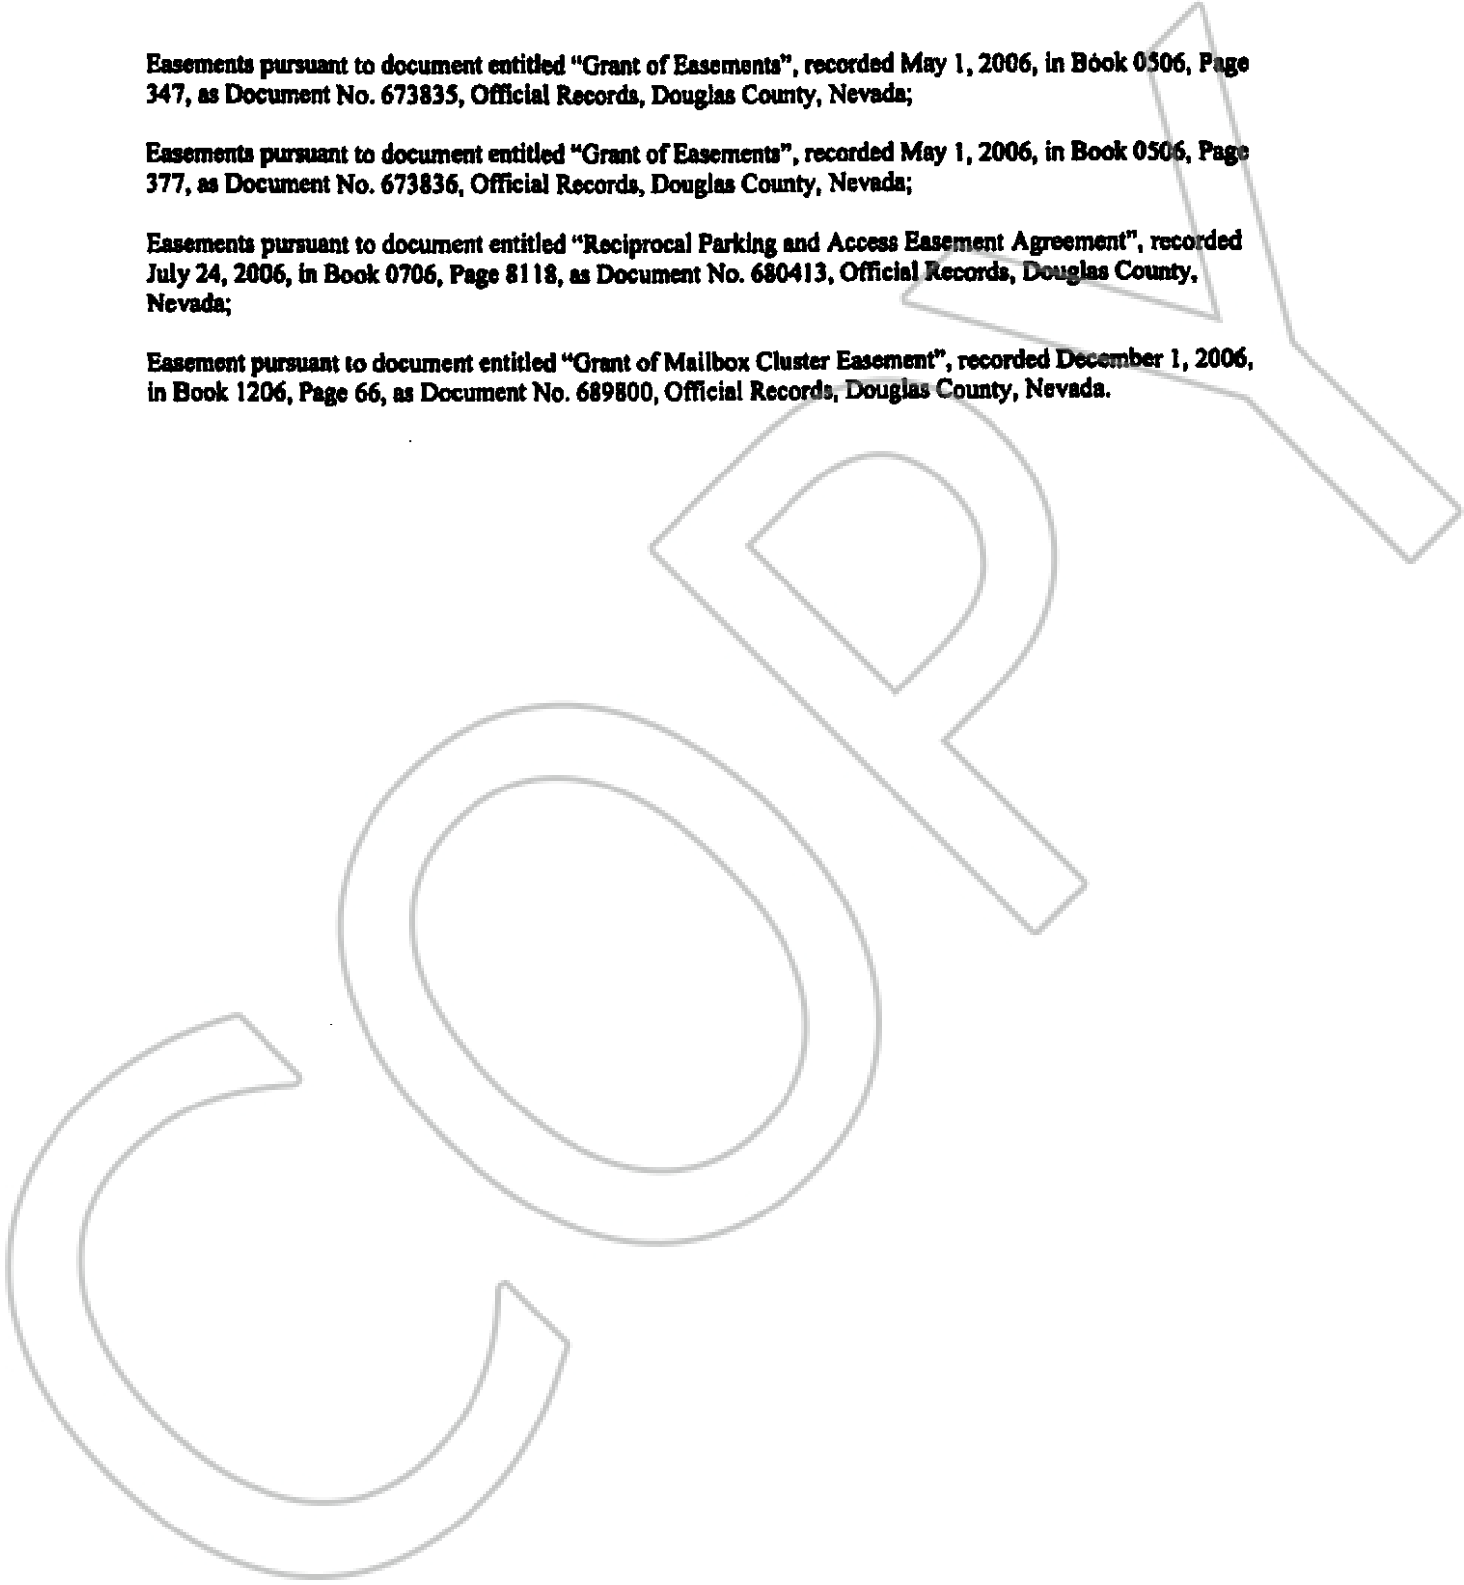 Easements pursuant to document entitled “Grant of Easements”, recorded May 1, 2006, in Book 0506, Page
347, as Document No. 673835, Official Records, Douglas County, Nevada;
Easements pursuant to document entitled “Grant of Easements”, recorded May 1, 2006, in Book 0506, Page
377, as Document No. 673836, Official Records, Douglas County, Nevada;
Easements pursuant to document entitled “Reciprocal Parking and Access Easement Agreement”, recorded
July 24, 2006, in Book 0706, Page 8118, as Document No. 680413, Official Records, Douglas County,
Nevada;
Easement pursuant to document entitled “Grant of Mailbox Cluster Easement”, recorded December 1, 2006,
in Book 1206, Page 66, as Document No. 689800, Official Records, Douglas County, Nevada.
COPY